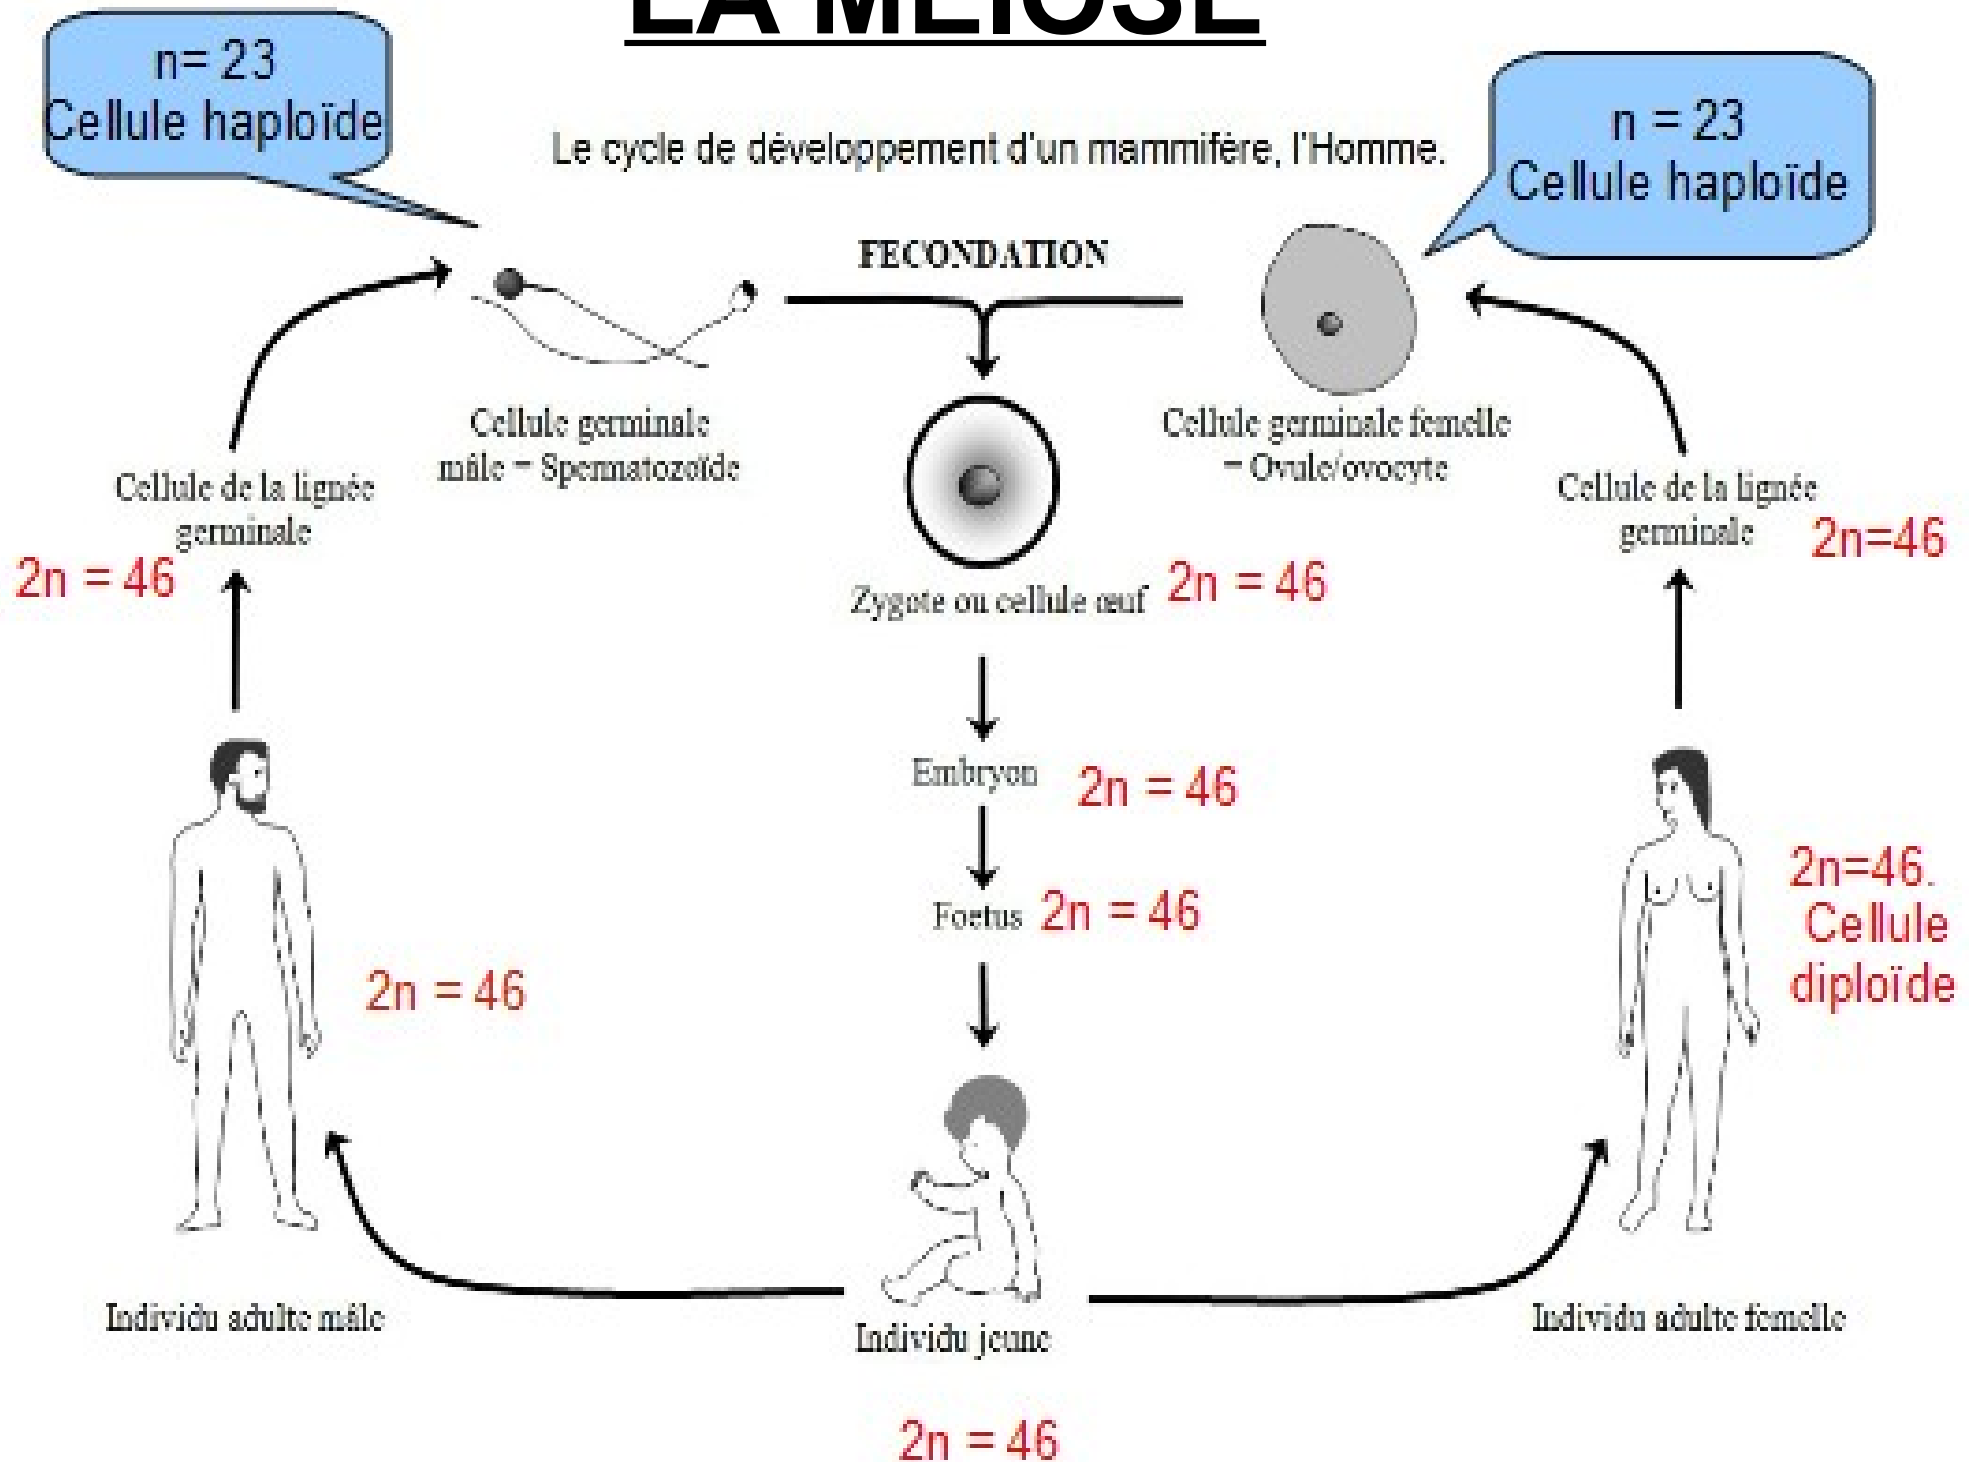 LA MEIOSE
n= 23
Cellule haploïde
n = 23
Cellule haploïde
Le cycle de développement d'un mammifère, l'Homme.
FECONDATION
Cellule germinale
mâle = Spermatozoïde
Cellule germinale femelle
= Ovule/ovocyte
Cellule de la lignée
germinale
2n = 46
Cellule de la lignée
germinale
2n=46
Zygote ou cellule œuf
2n = 46
Embryon
2n = 46
Foetus
2n = 46
2n = 46
2n=46.
Cellule
diploïde
Individu adulte mâle
Individu jeune
Individu adulte femelle
2n = 46